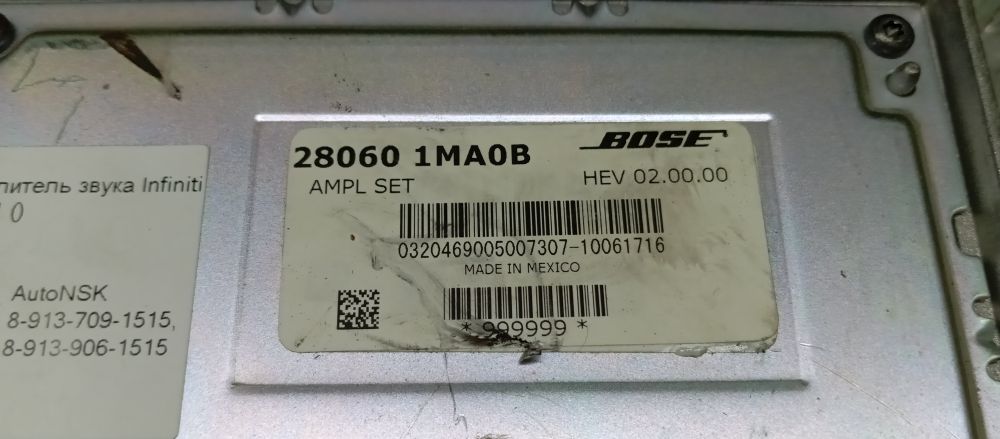 28060 1MA0B
BOSE
AMPL SET
HEV 02.00.00
0320469005007307-10061716
MADE IN MEXICO
* 999999 *
звука Infiniti
0
AutoNSK
8-913-709-1515,
8-913-906-1515